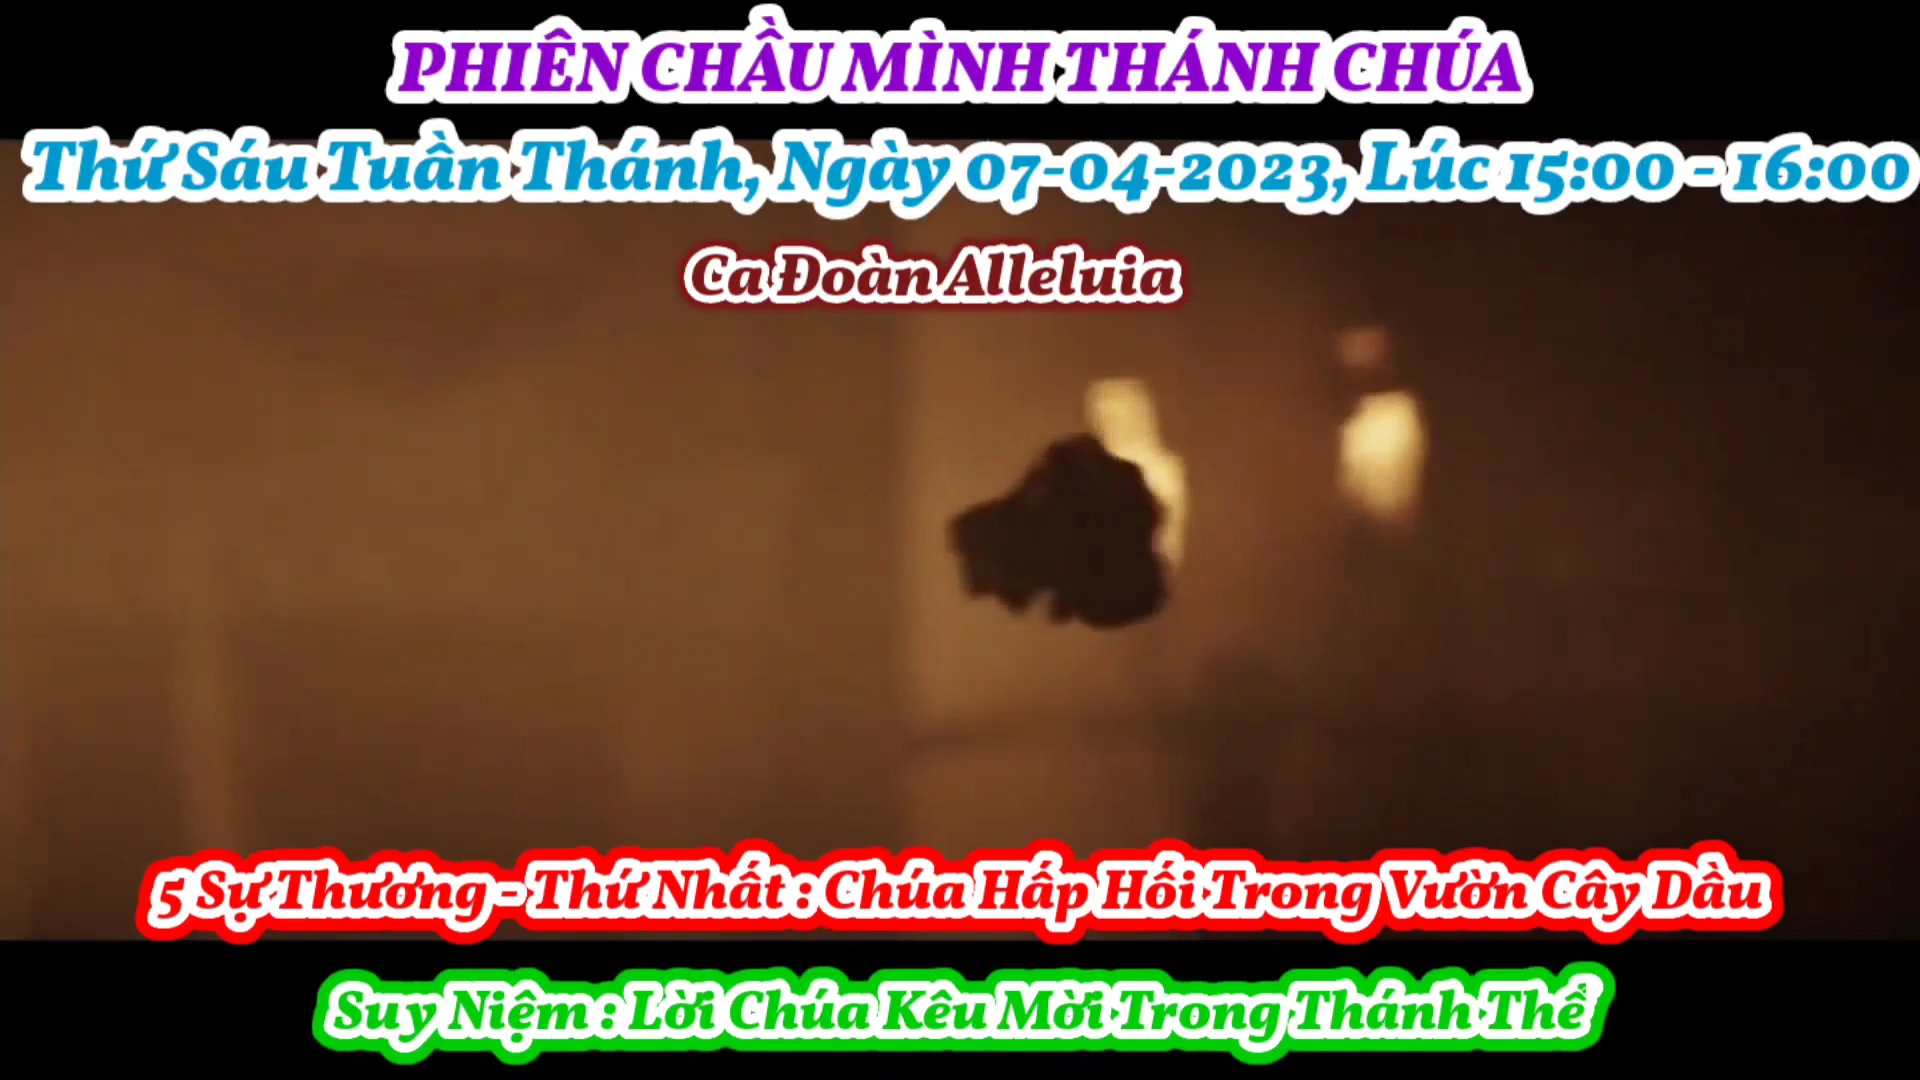 PHIÊN CHẦU MÌNH THÁNH CHÚA
Thứ Sáu Tuần Thánh, Ngày 07-04-2023, Lúc 15:00 - 16:00
Ca Đoàn Alleluia
5 Sự Thương - Thứ Nhất : Chúa Hấp Hối Trong Vườn Cây Dầu
Suy Niệm : Lời Chúa Kêu Mời Trong Thánh Thể